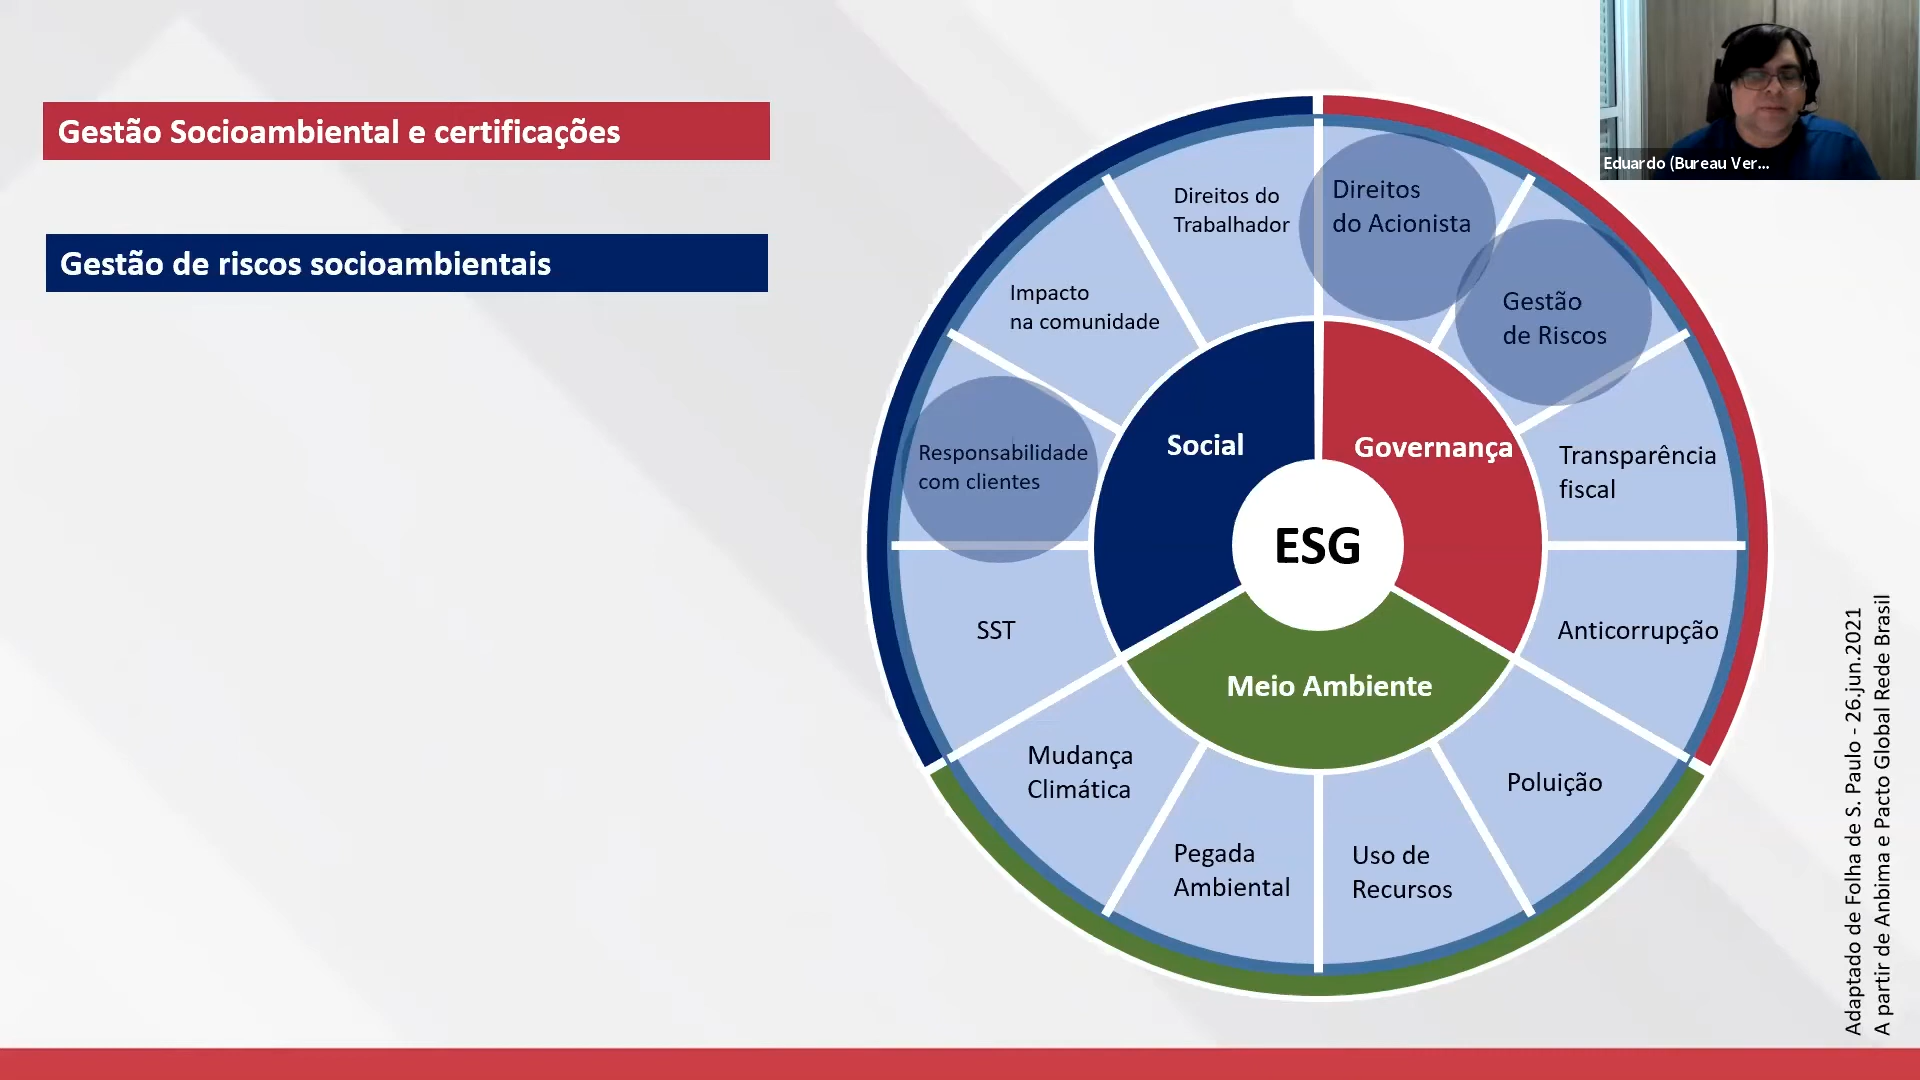 Gestão Socioambiental e certificações
Gestão de riscos socioambientais
Eduardo (Bureau Ver...
Direitos do
Trabalhador
Direitos
do Acionista
Impacto
na comunidade
Gestão
de Riscos
Responsabilidade
com clientes
Social
Governança
Transparência
fiscal
ESG
SST
Anticorrupção
Meio Ambiente
Mudança
Climática
Poluição
Pegada
Ambiental
Uso de
Recursos
Adaptado de Folha de S. Paulo - 26.jun.2021
A partir de Anbima e Pacto Global Rede Brasil